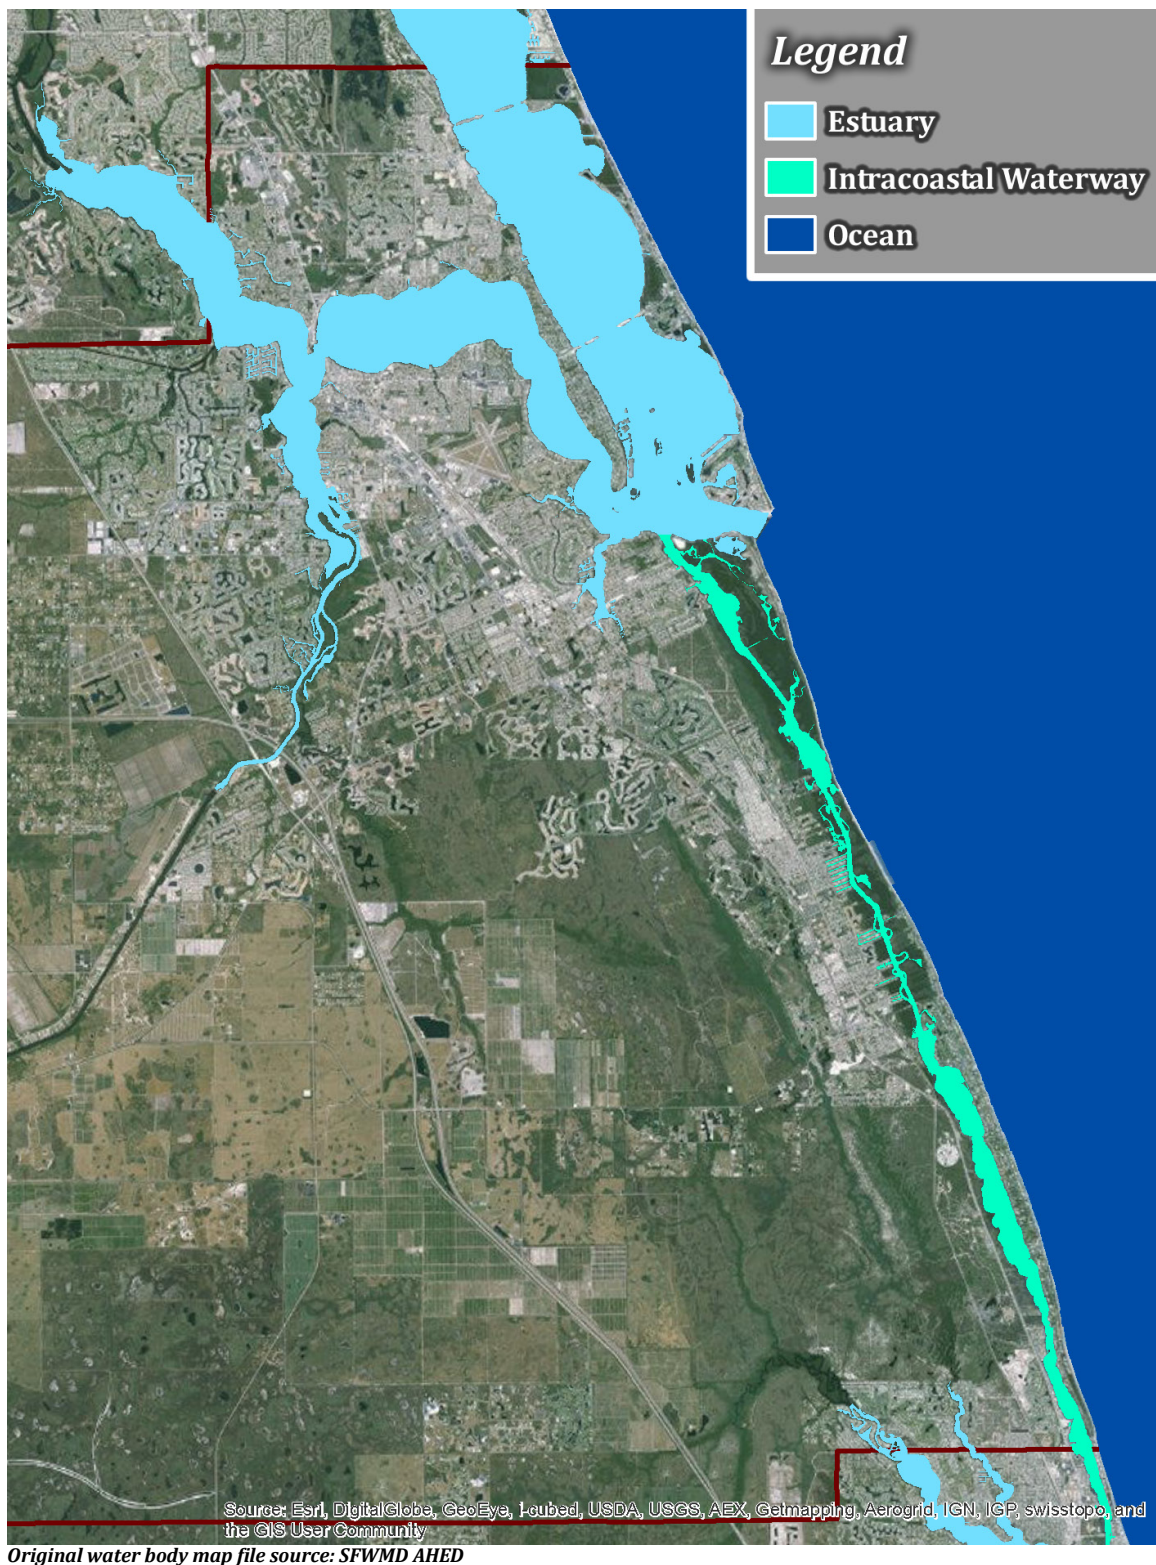 Legend
Estuary
Intracoastal Waterway
Ocean
Source: Esri, DigitalGlobe, GeoEye, i-cubed, USDA, USGS, AEX, Getmapping, Aerogrid, IGN, IGP, swisstopo, and
the GIS User Community
Original water body map file source: SFWMD AHED